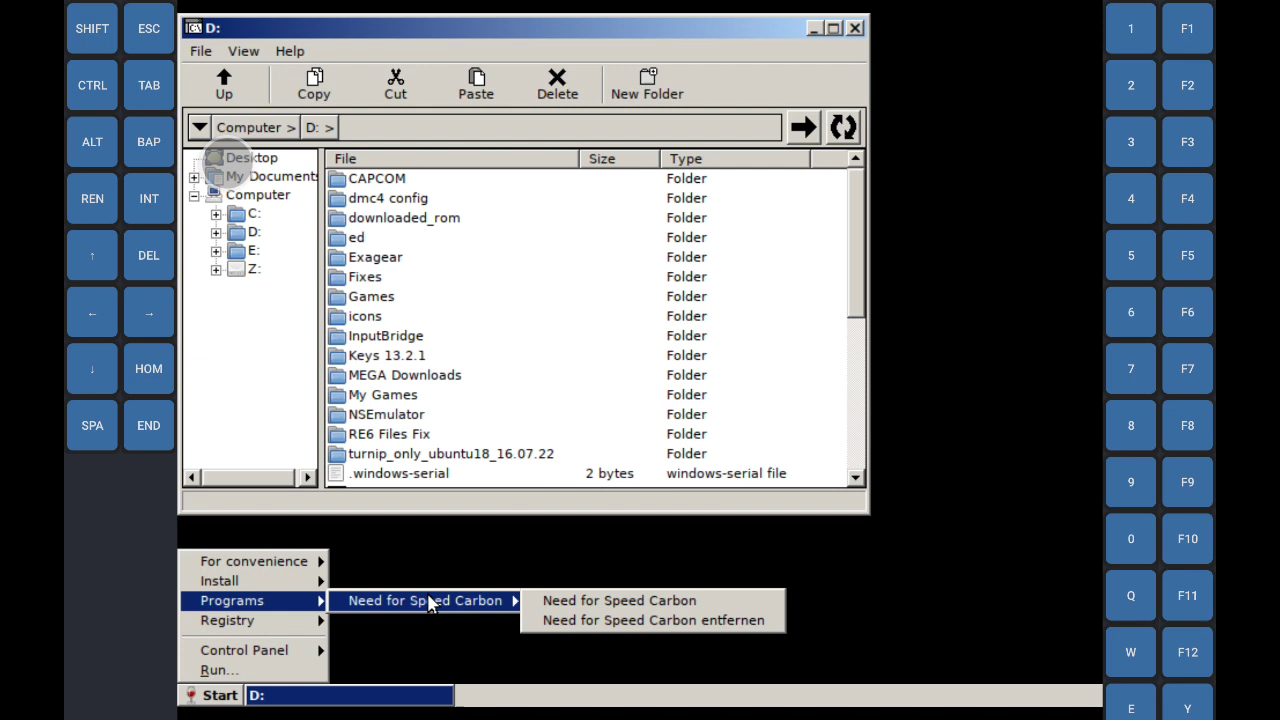 SHIFT ESC
CTRL TAB
ALT BAP
REN INT
↑ DEL
← →
↓ HOM
SPA END
D:
File View Help
Up Copy Cut Paste Delete New Folder
Computer > D: >
Desktop
My Documents
Computer
C:
D:
E:
Z:
File Size Type
CAPCOM Folder
dmc4 config Folder
downloaded_rom Folder
ed Folder
Exagear Folder
Fixes Folder
Games Folder
icons Folder
InputBridge Folder
Keys 13.2.1 Folder
MEGA Downloads Folder
My Games Folder
NSEmulator Folder
RE6 Files Fix Folder
turnip_only_ubuntu18_16.07.22 Folder
.windows-serial 2 bytes windows-serial file
For convenience
Install
Programs
Registry
Control Panel
Run...
Need for Speed Carbon
Need for Speed Carbon
Need for Speed Carbon entfernen
Start D:
1 F1
2 F2
3 F3
4 F4
5 F5
6 F6
7 F7
8 F8
9 F9
0 F10
Q F11
W F12
E Y